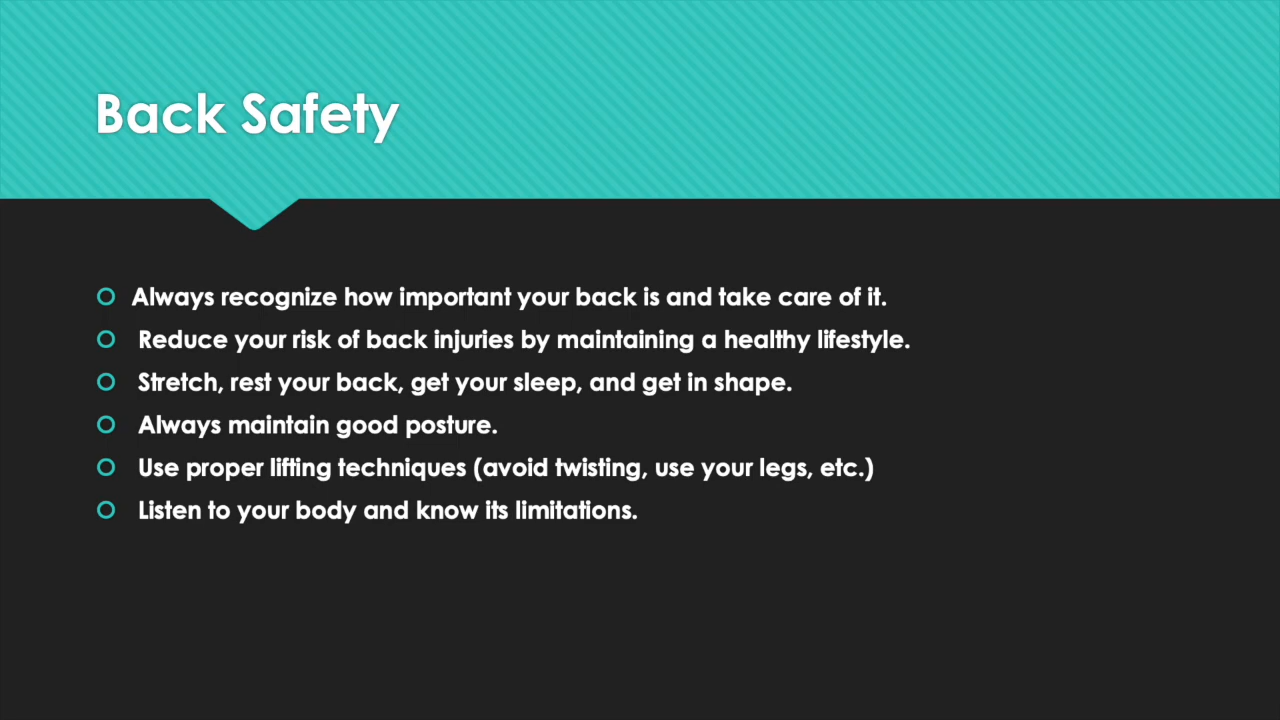 Back Safety
Always recognize how important your back is and take care of it.
Reduce your risk of back injuries by maintaining a healthy lifestyle.
Stretch, rest your back, get your sleep, and get in shape.
Always maintain good posture.
Use proper lifting techniques (avoid twisting, use your legs, etc.)
Listen to your body and know its limitations.